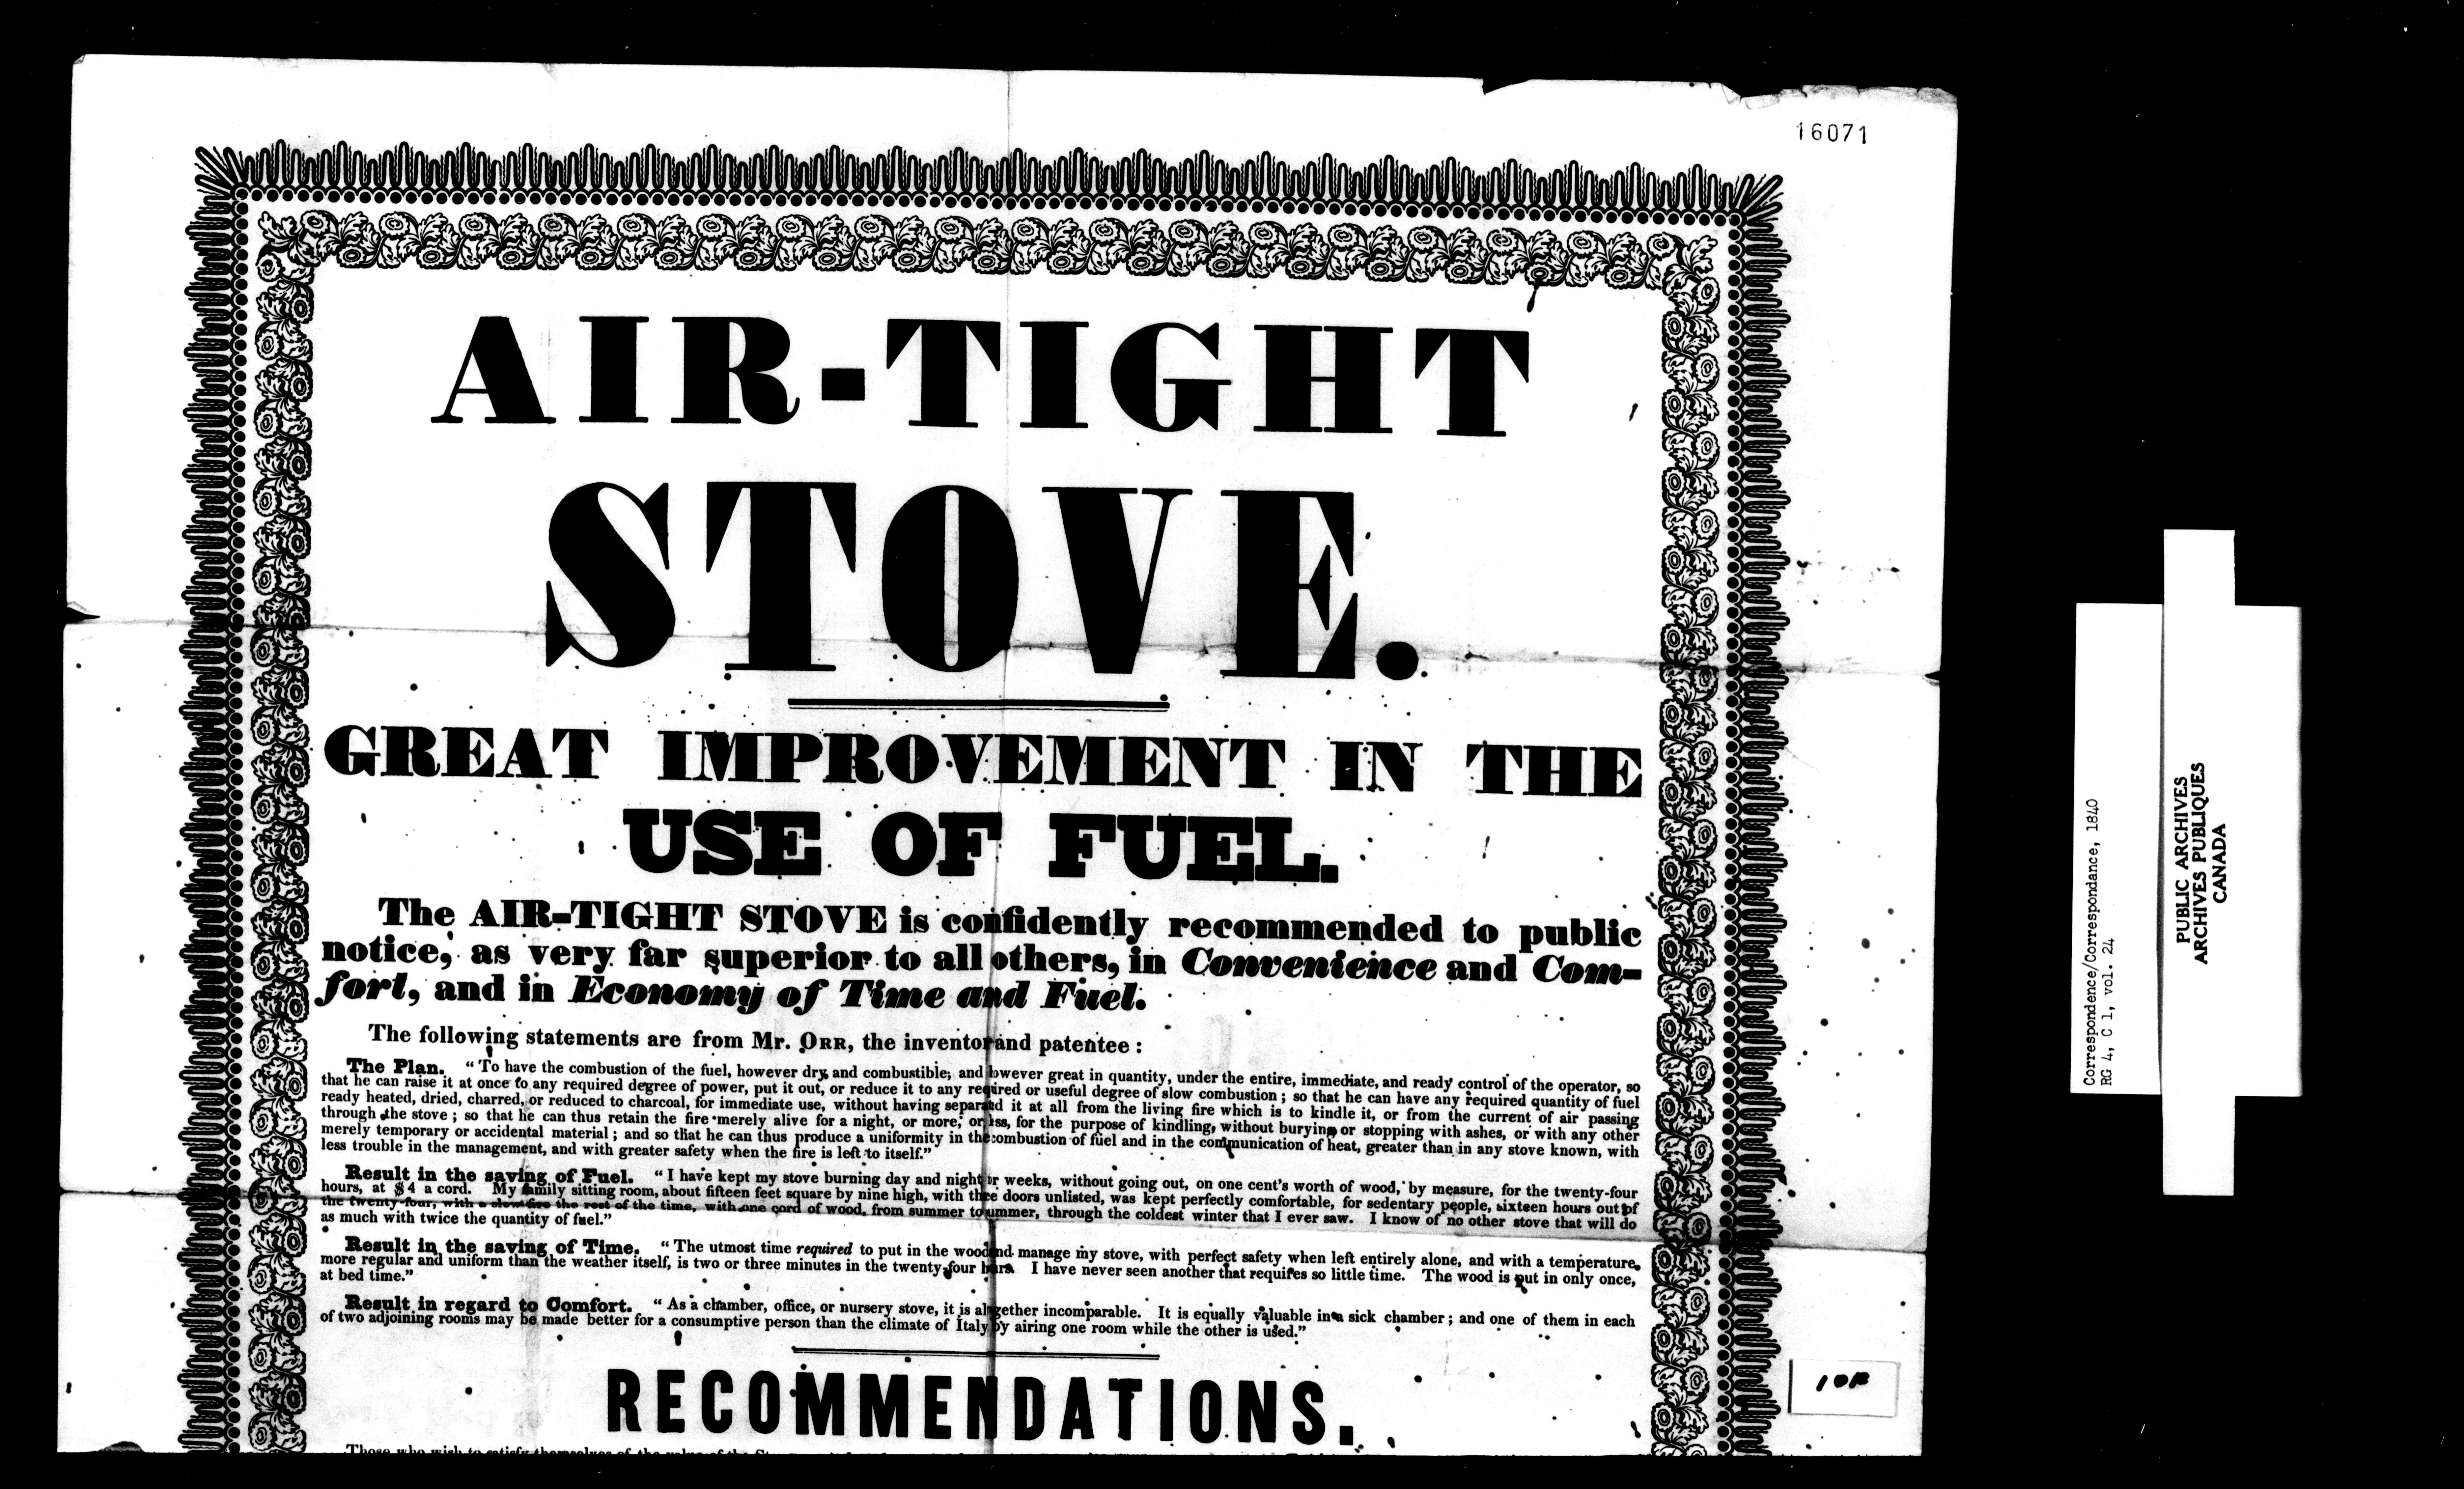 16071
AIR-TIGHT
STOVE.
GREAT IMPROVEMENT IN THE
USE OF FUEL.
The AIR-TIGHT STOVE is confidently recommended to public
notice, as very far superior to all others, in Convenience and Com-
fort, and in Economy of Time and Fuel.
The following statements are from Mr. ORR, the inventor and patentee :
The Plan. “To have the combustion of the fuel, however dry and combustible, and however great in quantity, under the entire, immediate, and ready control of the operator, so
that he can raise it at once to any required degree of power, put it out, or reduce it to any required or useful degree of slow combustion ; so that he can have any required quantity of fuel
ready heated, dried, charred, or reduced to charcoal, for immediate use, without having separated it at all from the living fire which is to kindle it, or from the current of air passing
through the stove ; so that he can thus retain the fire merely alive for a night, or more, or less, for the purpose of kindling, without burying or stopping with ashes, or with any other
merely temporary or accidental material ; and so that he can thus produce a uniformity in the combustion of fuel and in the communication of heat, greater than in any stove known, with
less trouble in the management, and with greater safety when the fire is left to itself.”
Result in the saving of Fuel. “I have kept my stove burning day and night for weeks, without going out, on one cent's worth of wood, by measure, for the twenty-four
hours, at $4 a cord. My family sitting room, about fifteen feet square by nine high, with three doors unlisted, was kept perfectly comfortable, for sedentary people, sixteen hours out of
the twenty-four, with a slow fire the rest of the time, with one cord of wood, from summer to summer, through the coldest winter that I ever saw. I know of no other stove that will do
as much with twice the quantity of fuel.”
Result in the saving of Time. “The utmost time required to put in the wood and manage my stove, with perfect safety when left entirely alone, and with a temperature
more regular and uniform than the weather itself, is two or three minutes in the twenty-four hours. I have never seen another that requires so little time. The wood is put in only once,
at bed time.”
Result in regard to Comfort. “As a chamber, office, or nursery stove, it is altogether incomparable. It is equally valuable in a sick chamber ; and one of them in each
of two adjoining rooms may be made better for a consumptive person than the climate of Italy by airing one room while the other is used.”
RECOMMENDATIONS.
Those who wish to satisfy themselves of the value of the
Correspondence/Correspondance, 1840
RG 4, C 1, vol. 24
PUBLIC ARCHIVES
ARCHIVES PUBLIQUES
CANADA